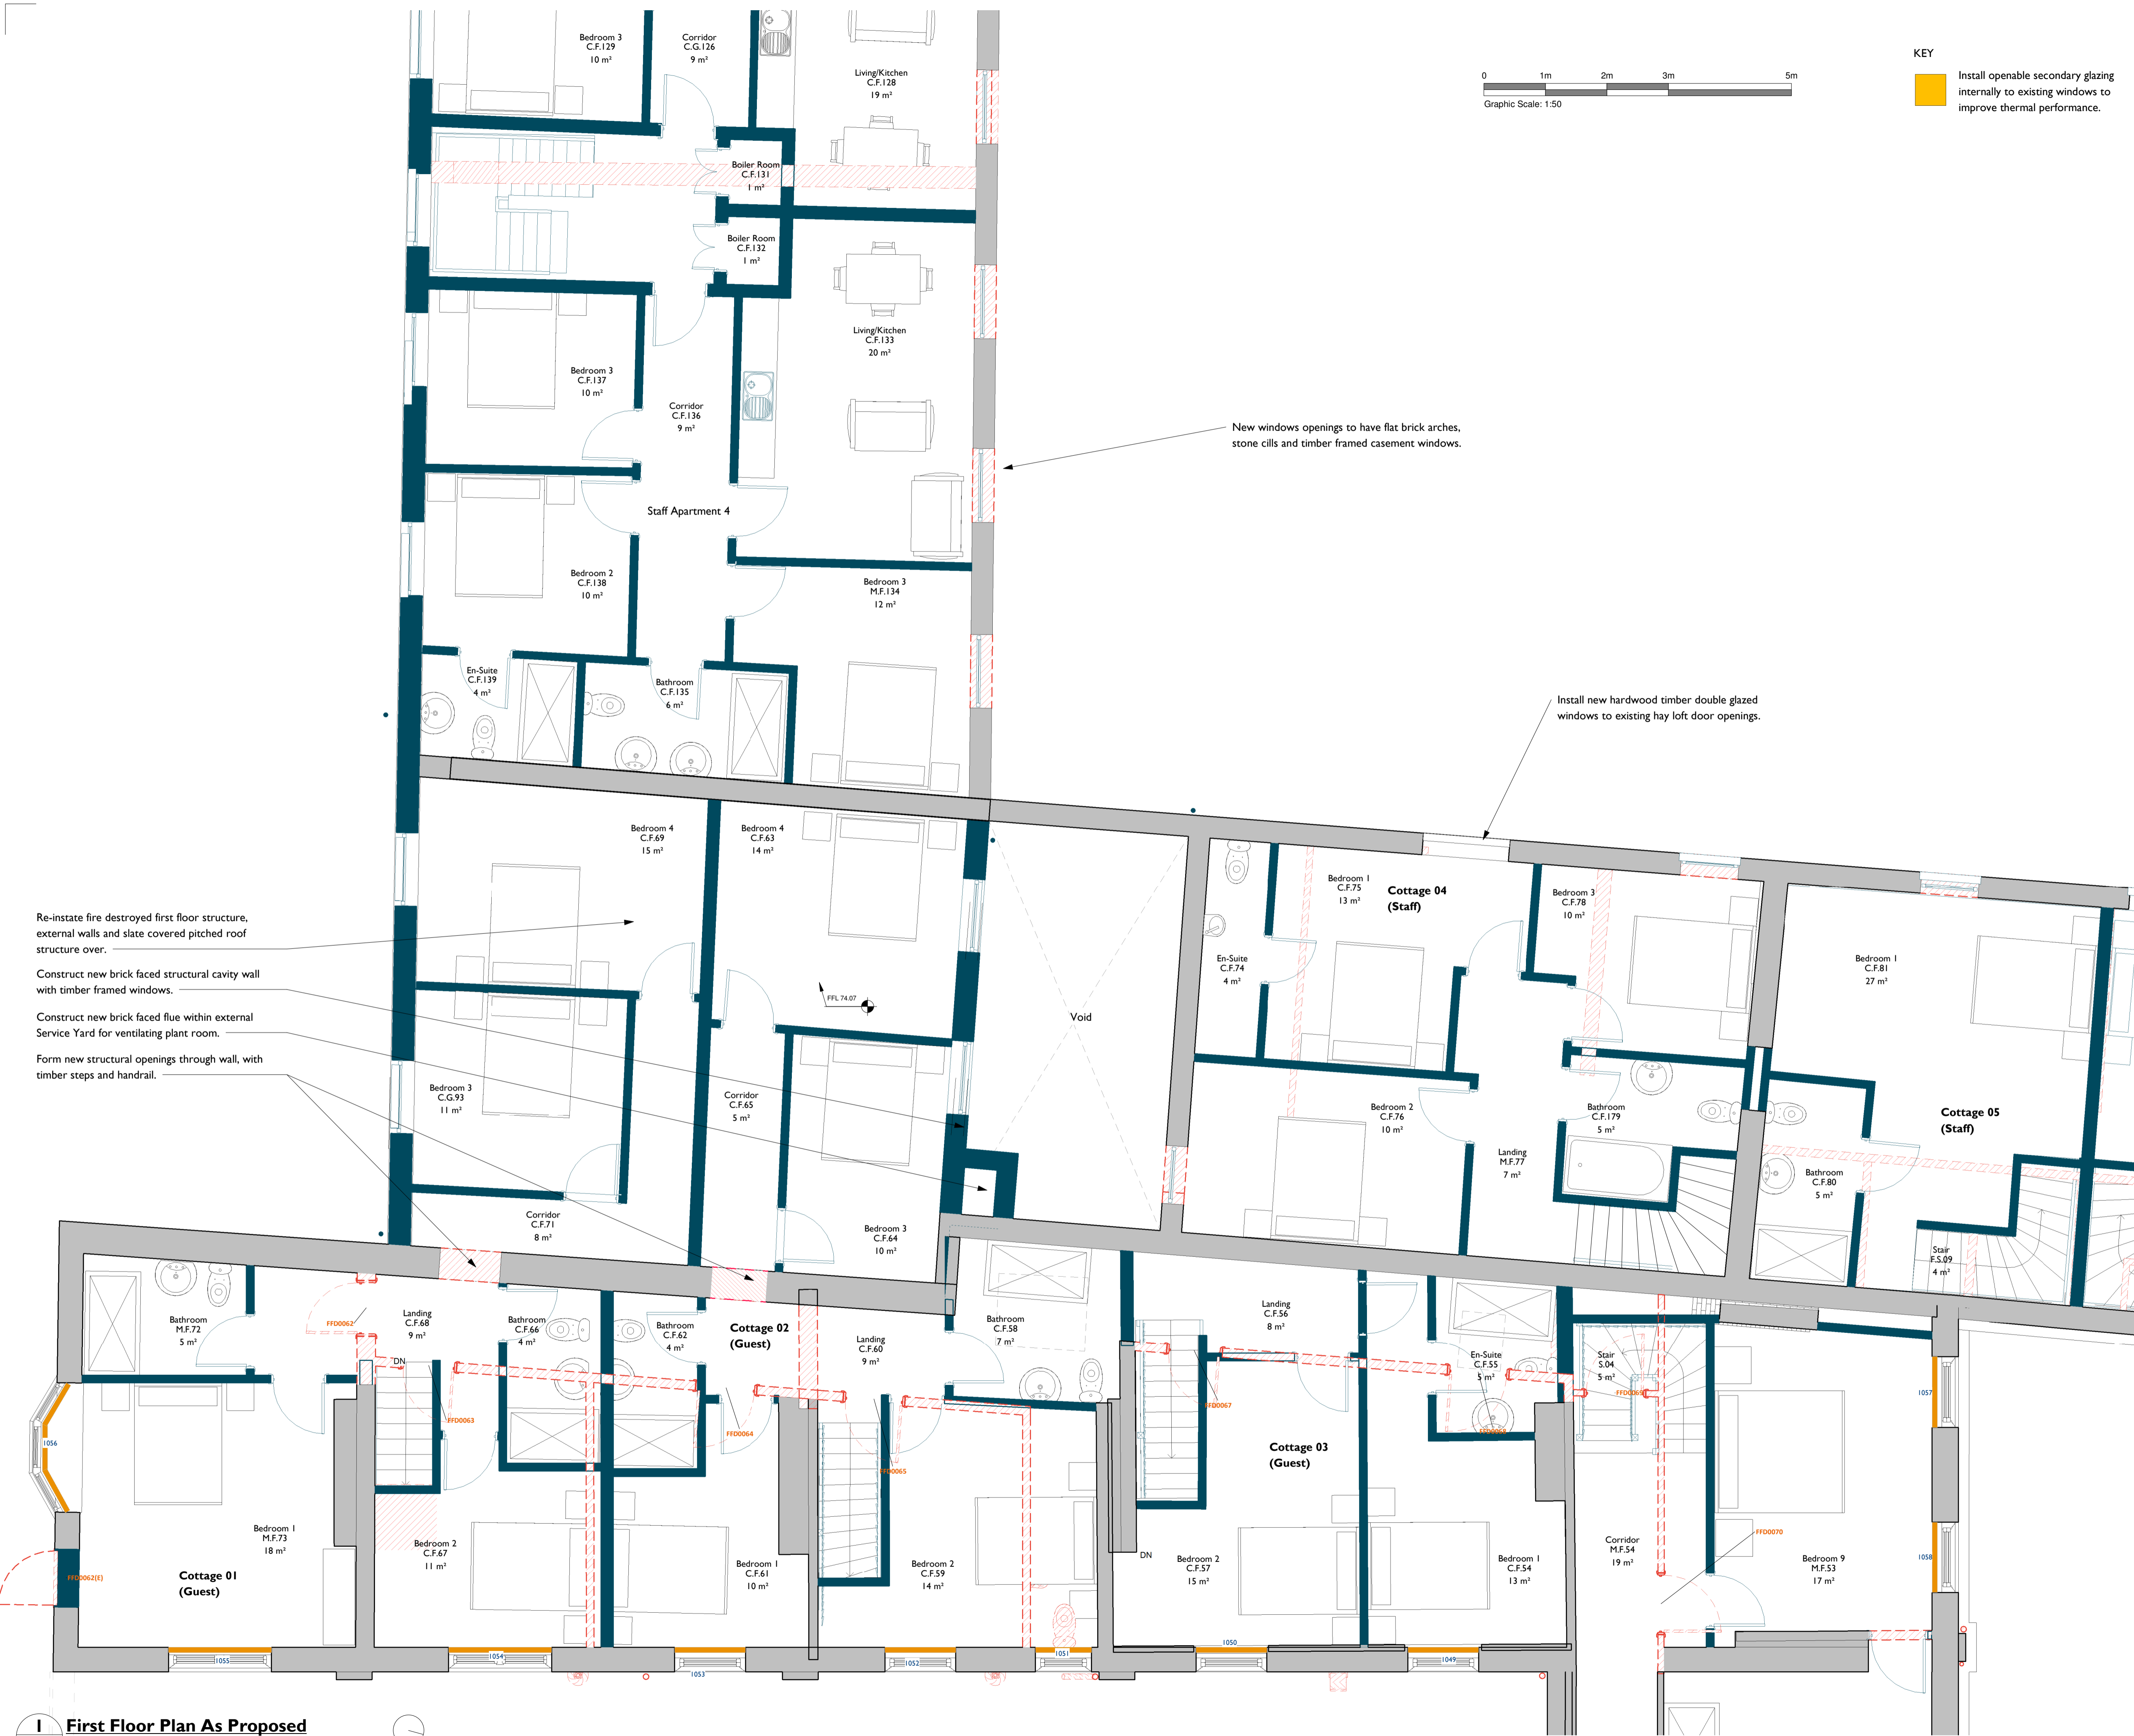 Bedroom 3
C.F.129
10 m²
Corridor
C.G.126
9 m²
Living/Kitchen
C.F.128
19 m²
0 1m 2m 3m 5m
Graphic Scale: 1:50
KEY
Install openable secondary glazing
internally to existing windows to
improve thermal performance.
Boiler Room
C.F.131
1 m²
Boiler Room
C.F.132
1 m²
Living/Kitchen
C.F.133
20 m²
Bedroom 3
C.F.137
10 m²
Corridor
C.F.136
9 m²
New windows openings to have flat brick arches,
stone cills and timber framed casement windows.
Staff Apartment 4
Bedroom 2
C.F.138
10 m²
Bedroom 3
M.F.134
12 m²
En-Suite
C.F.139
4 m²
Bathroom
C.F.135
6 m²
Install new hardwood timber double glazed
windows to existing hay loft door openings.
Bedroom 4
C.F.69
15 m²
Bedroom 4
C.F.63
14 m²
Bedroom 1
C.F.75
13 m²
Cottage 04
(Staff)
Bedroom 3
C.F.78
10 m²
Re-instate fire destroyed first floor structure,
external walls and slate covered pitched roof
structure over.
Construct new brick faced structural cavity wall
with timber framed windows.
Construct new brick faced flue within external
Service Yard for ventilating plant room.
Form new structural openings through wall, with
timber steps and handrail.
En-Suite
C.F.74
4 m²
Bedroom 1
C.F.81
27 m²
FFL 74.07
Void
Bedroom 3
C.G.93
11 m²
Corridor
C.F.65
5 m²
Bedroom 2
C.F.76
10 m²
Bathroom
C.F.179
5 m²
Cottage 05
(Staff)
Landing
M.F.77
7 m²
Bathroom
C.F.80
5 m²
Corridor
C.F.71
8 m²
Bedroom 3
C.F.64
10 m²
Stair
F.S.09
4 m²
Bathroom
M.F.72
5 m²
FFD0062
Landing
C.F.68
9 m²
Bathroom
C.F.66
4 m²
Bathroom
C.F.62
4 m²
Cottage 02
(Guest)
Landing
C.F.60
9 m²
Bathroom
C.F.58
7 m²
Landing
C.F.56
8 m²
En-Suite
C.F.55
5 m²
Stair
S.04
5 m²
DN
FFD0069
1057
FFD0063
FFD0064
FFD0065
FFD0067
FFD0068
1056
Cottage 03
(Guest)
Bedroom 1
M.F.73
18 m²
Bedroom 2
C.F.67
11 m²
Bedroom 1
C.F.61
10 m²
Bedroom 2
C.F.59
14 m²
DN
Bedroom 2
C.F.57
15 m²
Bedroom 1
C.F.54
13 m²
Corridor
M.F.54
19 m²
FFD0070
Bedroom 9
M.F.53
17 m²
1058
FFD0062(E)
Cottage 01
(Guest)
1055
1054
1053
1052
1051
1050
1049
1 First Floor Plan As Proposed